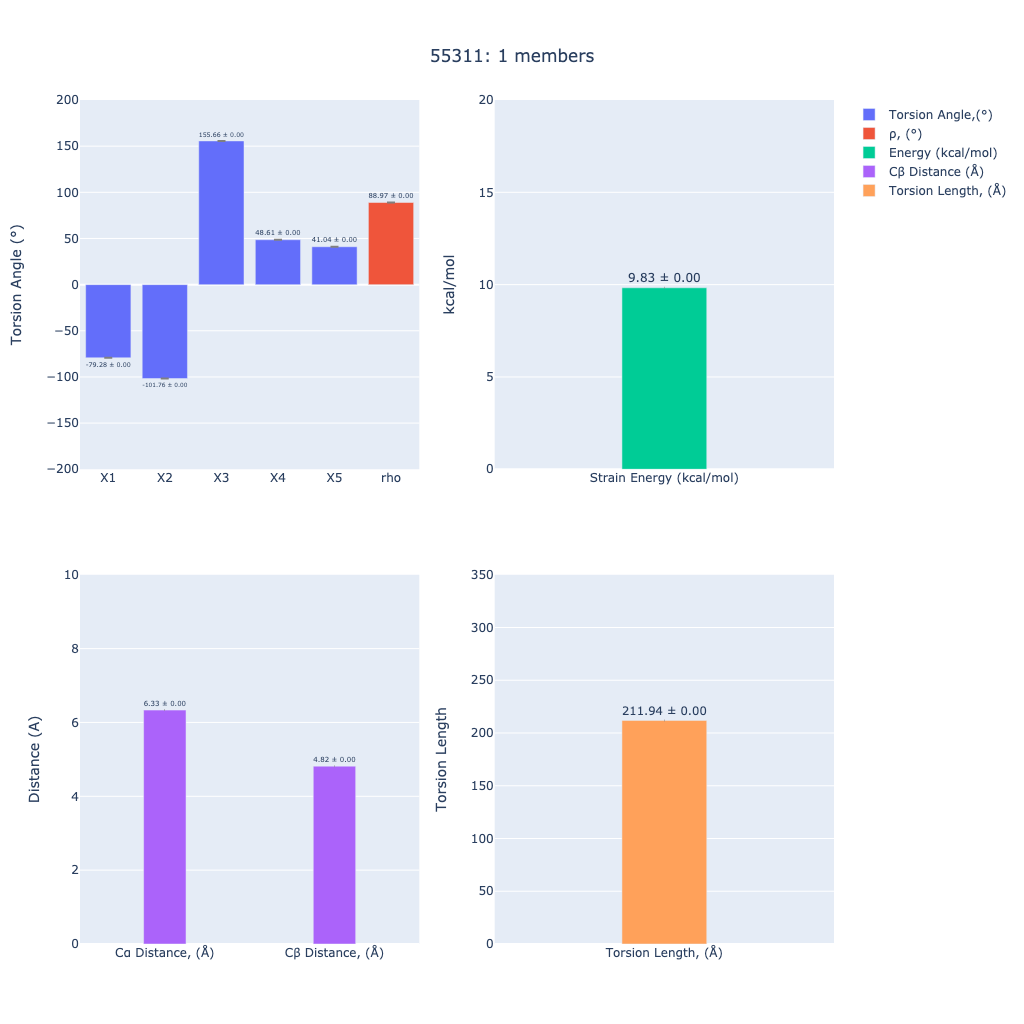 55311: 1 members
Torsion Angle (°)
200
150
100
50
0
−50
−100
−150
−200
-79.28 ± 0.00
-101.76 ± 0.00
155.66 ± 0.00
48.61 ± 0.00
41.04 ± 0.00
88.97 ± 0.00
X1 X2 X3 X4 X5 rho
kcal/mol
20
15
10
5
0
9.83 ± 0.00
Strain Energy (kcal/mol)
Torsion Angle,(°)
ρ, (°)
Energy (kcal/mol)
Cβ Distance (Å)
Torsion Length, (Å)
Distance (A)
10
8
6
4
2
0
6.33 ± 0.00
4.82 ± 0.00
Cα Distance, (Å) Cβ Distance, (Å)
Torsion Length
350
300
250
200
150
100
50
0
211.94 ± 0.00
Torsion Length, (Å)